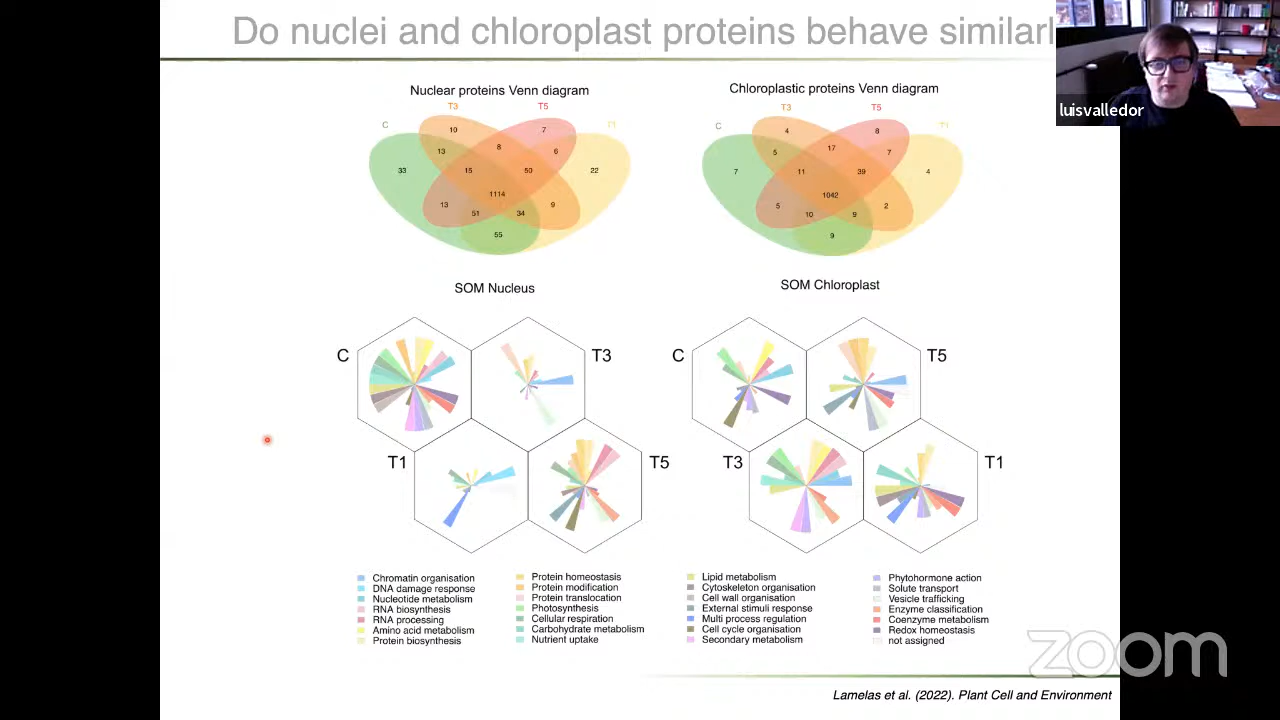 Do nuclei and chloroplast proteins behave similarl
luisvalledor
Nuclear proteins Venn diagram
T3
T5
C
T1
10
7
13
8
6
33
15
50
22
1114
13
51
34
9
55
Chloroplastic proteins Venn diagram
T3
T5
C
T1
4
8
5
17
7
7
11
39
4
1042
5
10
9
2
9
SOM Nucleus
C
T3
T1
T5
SOM Chloroplast
C
T5
T3
T1
Chromatin organisation
DNA damage response
Nucleotide metabolism
RNA biosynthesis
RNA processing
Amino acid metabolism
Protein biosynthesis
Protein homeostasis
Protein modification
Protein translocation
Photosynthesis
Cellular respiration
Carbohydrate metabolism
Nutrient uptake
Lipid metabolism
Cytoskeleton organisation
Cell wall organisation
External stimuli response
Multi process regulation
Cell cycle organisation
Secondary metabolism
Phytohormone action
Solute transport
Vesicle trafficking
Enzyme classification
Coenzyme metabolism
Redox homeostasis
not assigned
zoom
Lamelas et al. (2022). Plant Cell and Environment